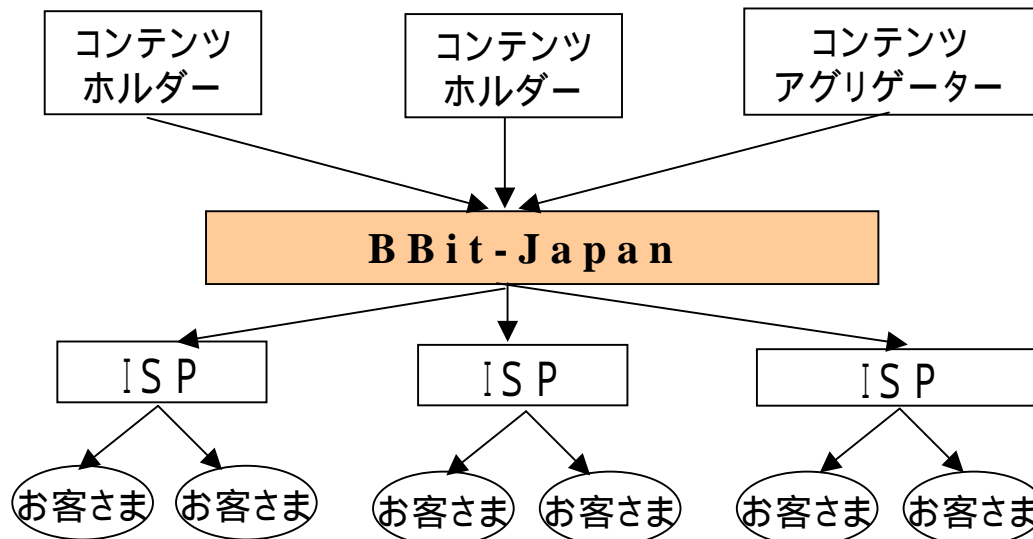 コンテンツ
ホルダー
コンテンツ
ホルダー
コンテンツ
アグリゲーター
BBit-Japan
ISP
ISP
ISP
お客さま
お客さま
お客さま
お客さま
お客さま
お客さま